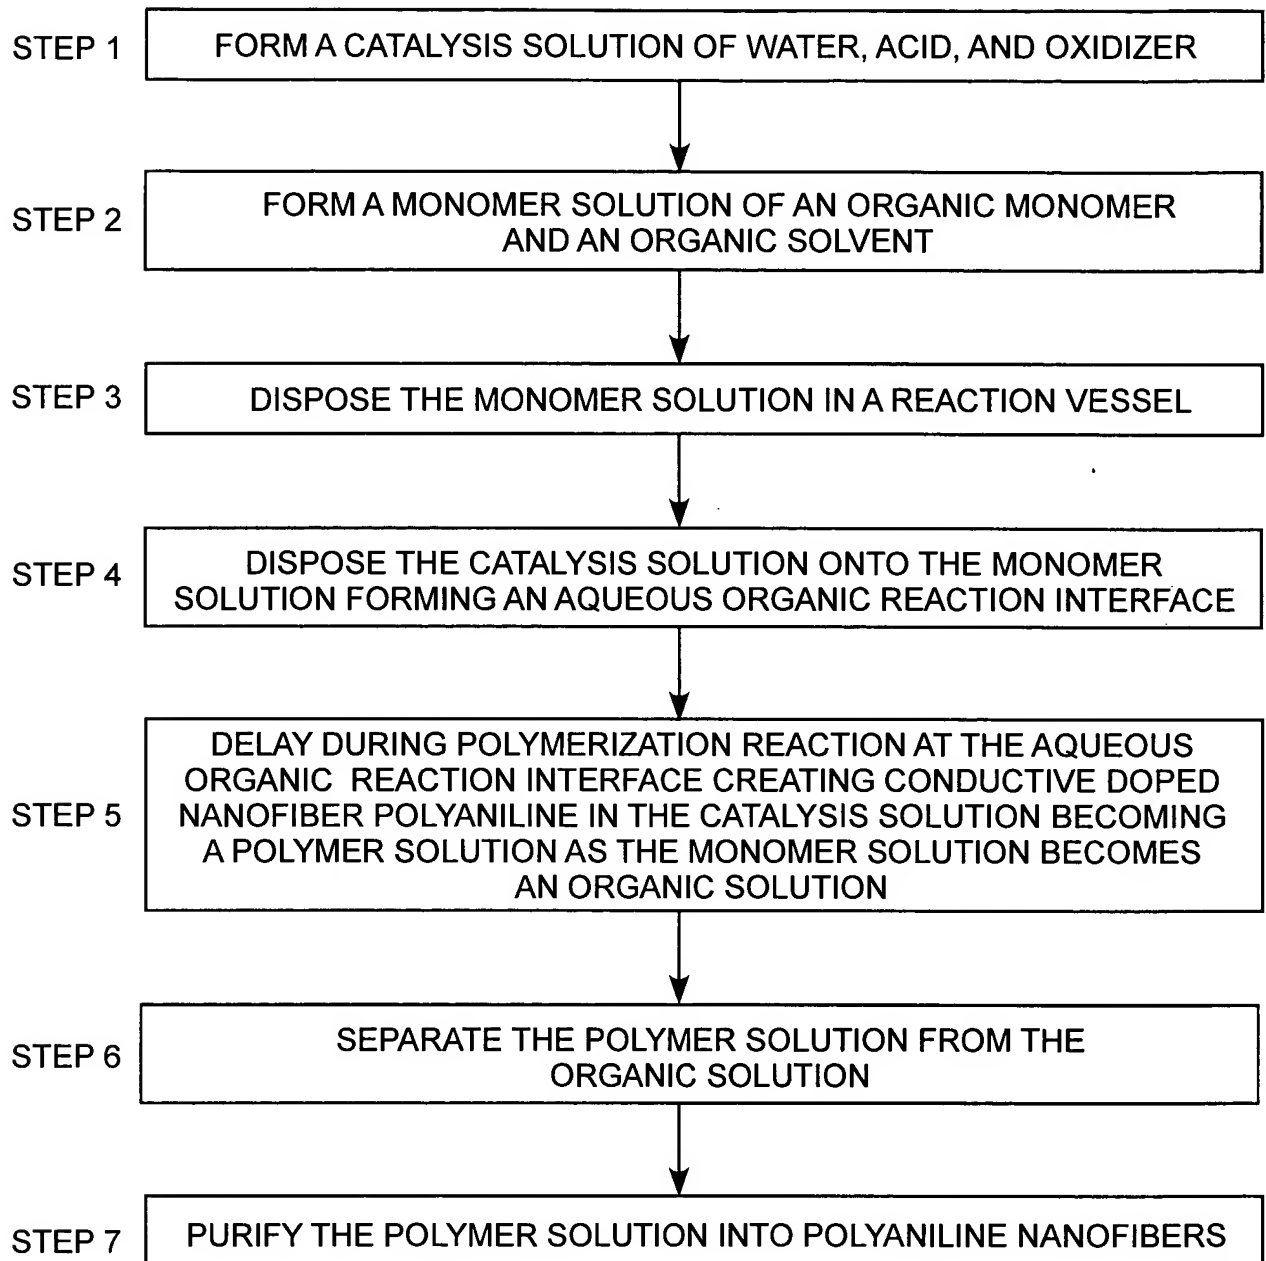 STEP 1
FORM A CATALYSIS SOLUTION OF WATER, ACID, AND OXIDIZER
STEP 2
FORM A MONOMER SOLUTION OF AN ORGANIC MONOMER
AND AN ORGANIC SOLVENT
STEP 3
DISPOSE THE MONOMER SOLUTION IN A REACTION VESSEL
STEP 4
DISPOSE THE CATALYSIS SOLUTION ONTO THE MONOMER
SOLUTION FORMING AN AQUEOUS ORGANIC REACTION INTERFACE
STEP 5
DELAY DURING POLYMERIZATION REACTION AT THE AQUEOUS
ORGANIC REACTION INTERFACE CREATING CONDUCTIVE DOPED
NANOFIBER POLYANILINE IN THE CATALYSIS SOLUTION BECOMING
A POLYMER SOLUTION AS THE MONOMER SOLUTION BECOMES
AN ORGANIC SOLUTION
STEP 6
SEPARATE THE POLYMER SOLUTION FROM THE
ORGANIC SOLUTION
STEP 7
PURIFY THE POLYMER SOLUTION INTO POLYANILINE NANOFIBERS